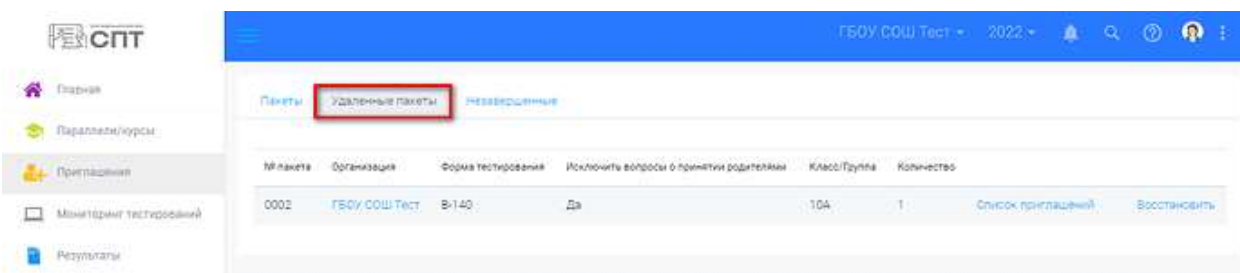 СПТ
ГБОУ СОШ Тест 2022
Главная
Параллели/курсы
Приглашения
Мониторинг тестирований
Результаты
Пакеты Удаленные пакеты Незавершенные
№ пакета Организация Форма тестирования Исключить вопросы о принятии родителями Класс/Группа Количество
0002 ГБОУ СОШ Тест В-140 Да 10А 1 Список приглашений Восстановить